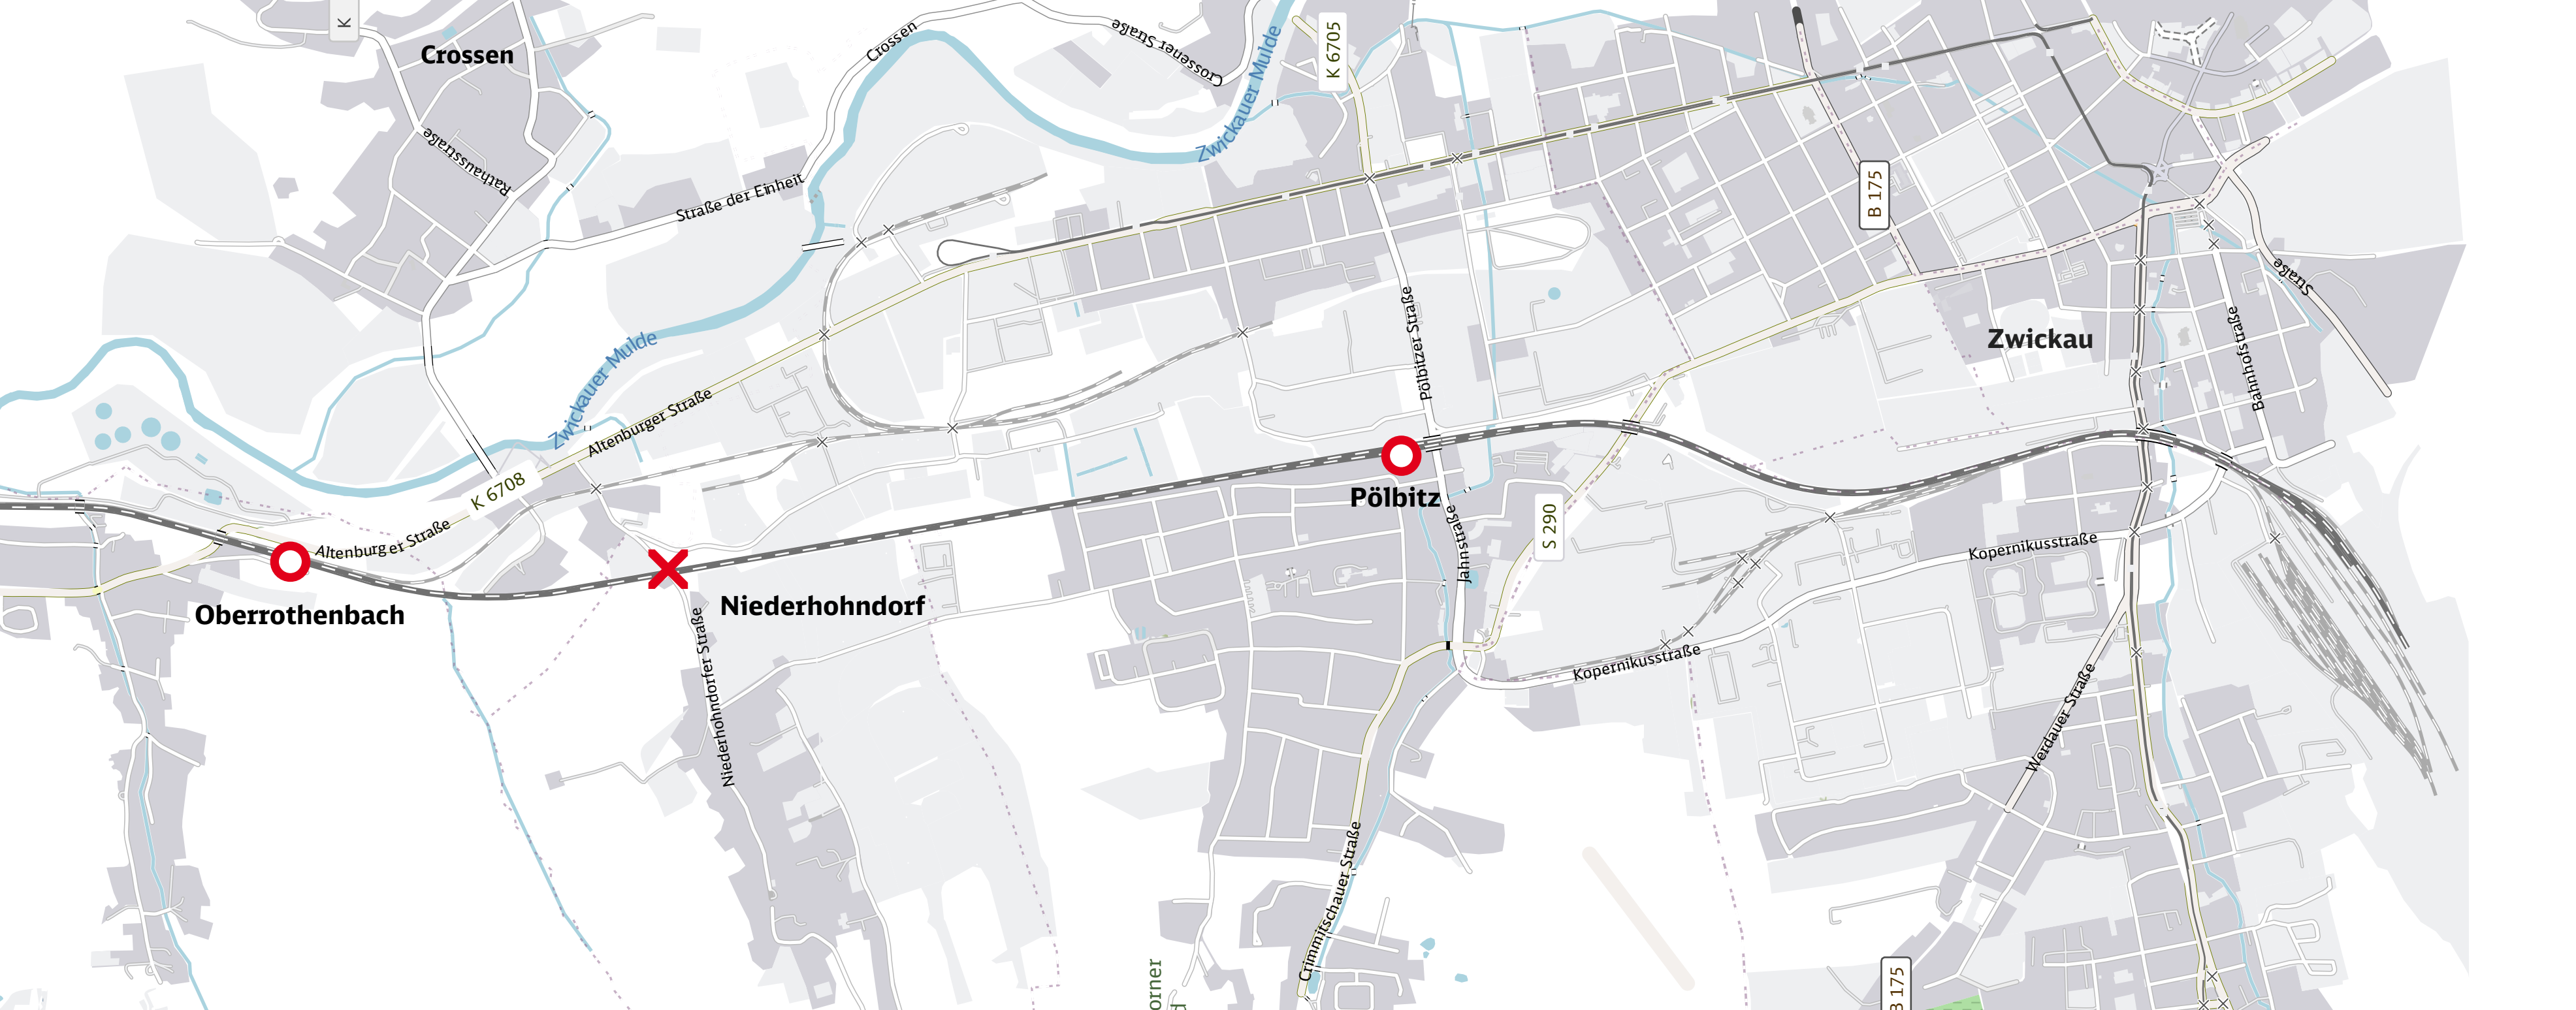 K
Crossen
Crossen
Crossener Straße
Zwickauer Mulde
K 6705
Rathausstraße
Straße der Einheit
B 175
Straße
Zwickau
Bahnhofstraße
Pölbitzer Straße
Zwickauer Mulde
Altenburger Straße
K 6708
Altenburger Straße
Pölbitz
Jahnstraße
S 290
Kopernikusstraße
Oberrothenbach
Niederhohndorf
Niederhohndorfer Straße
Kopernikusstraße
Werdauer Straße
Crimmitschauer Straße
orner
d
B 175